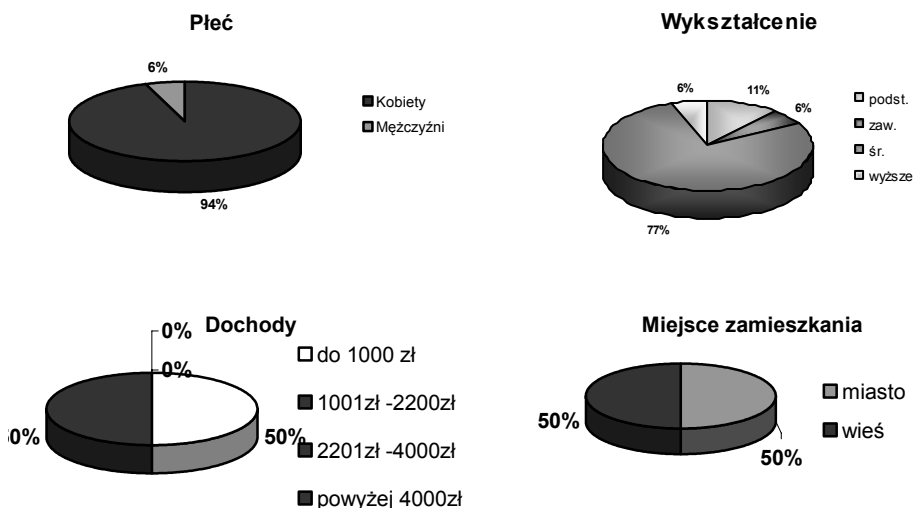 Płeć
6%
94%
Kobiety
Mężczyźni
Wykształcenie
6%
11%
6%
77%
podst.
zaw.
śr.
wyższe
Dochody
0%
0%
50%
do 1000 zł
1001zł -2200zł
2201zł -4000zł
powyżej 4000zł
Miejsce zamieszkania
50%
50%
miasto
wieś